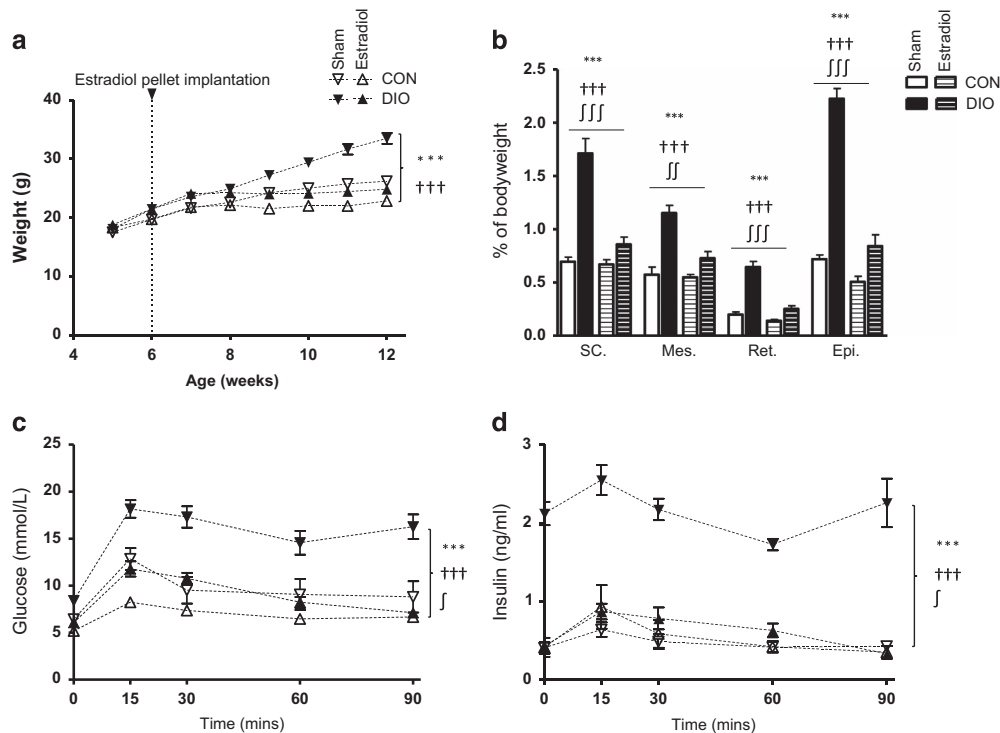 a
Sham
Estradiol
Estradiol pellet implantation
CON
DIO
Weight (g)
40
30
20
10
0
4
6
8
10
12
Age (weeks)
***
†††
b
Sham
Estradiol
CON
DIO
% of bodyweight
2.5
2.0
1.5
1.0
0.5
0.0
***
†††
∫∫∫
***
†††
∫∫
***
†††
∫∫∫
***
†††
∫∫∫
SC.
Mes.
Ret.
Epi.
c
Glucose (mmol/L)
25
20
15
10
5
0
0
15
30
60
90
Time (mins)
***
†††
∫
d
Insulin (ng/ml)
3
2
1
0
0
15
30
60
90
Time (mins)
***
†††
∫